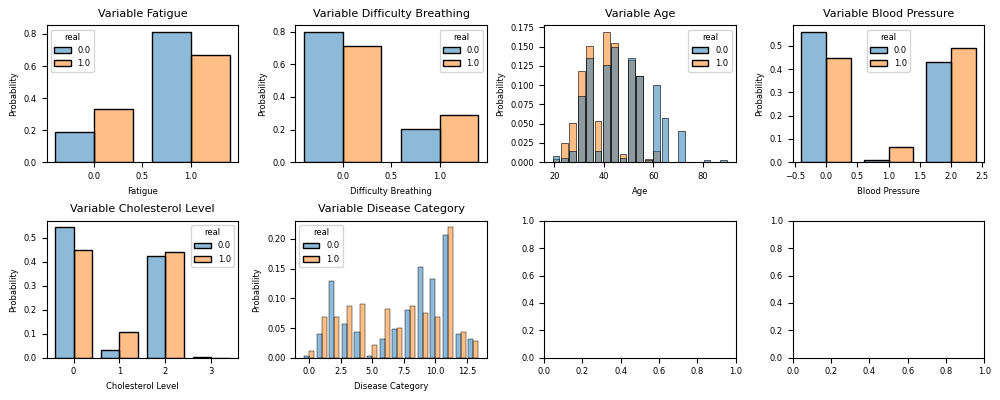 Variable Fatigue
Probability
0.8
0.6
0.4
0.2
0.0
real
0.0
1.0
0.0 0.5 1.0
Fatigue
Variable Difficulty Breathing
Probability
0.8
0.7
0.6
0.5
0.4
0.3
0.2
0.1
0.0
real
0.0
1.0
0.0 0.5 1.0
Difficulty Breathing
Variable Age
Probability
0.175
0.150
0.125
0.100
0.075
0.050
0.025
0.000
real
0.0
1.0
20 40 60 80
Age
Variable Blood Pressure
Probability
0.5
0.4
0.3
0.2
0.1
0.0
real
0.0
1.0
−0.5 0.0 0.5 1.0 1.5 2.0 2.5
Blood Pressure
Variable Cholesterol Level
Probability
0.5
0.4
0.3
0.2
0.1
0.0
real
0.0
1.0
0 1 2 3
Cholesterol Level
Variable Disease Category
Probability
0.20
0.15
0.10
0.05
0.00
real
0.0
1.0
0.0 2.5 5.0 7.5 10.0 12.5
Disease Category
1.0
0.8
0.6
0.4
0.2
0.0
0.0 0.2 0.4 0.6 0.8 1.0
1.0
0.8
0.6
0.4
0.2
0.0
0.0 0.2 0.4 0.6 0.8 1.0